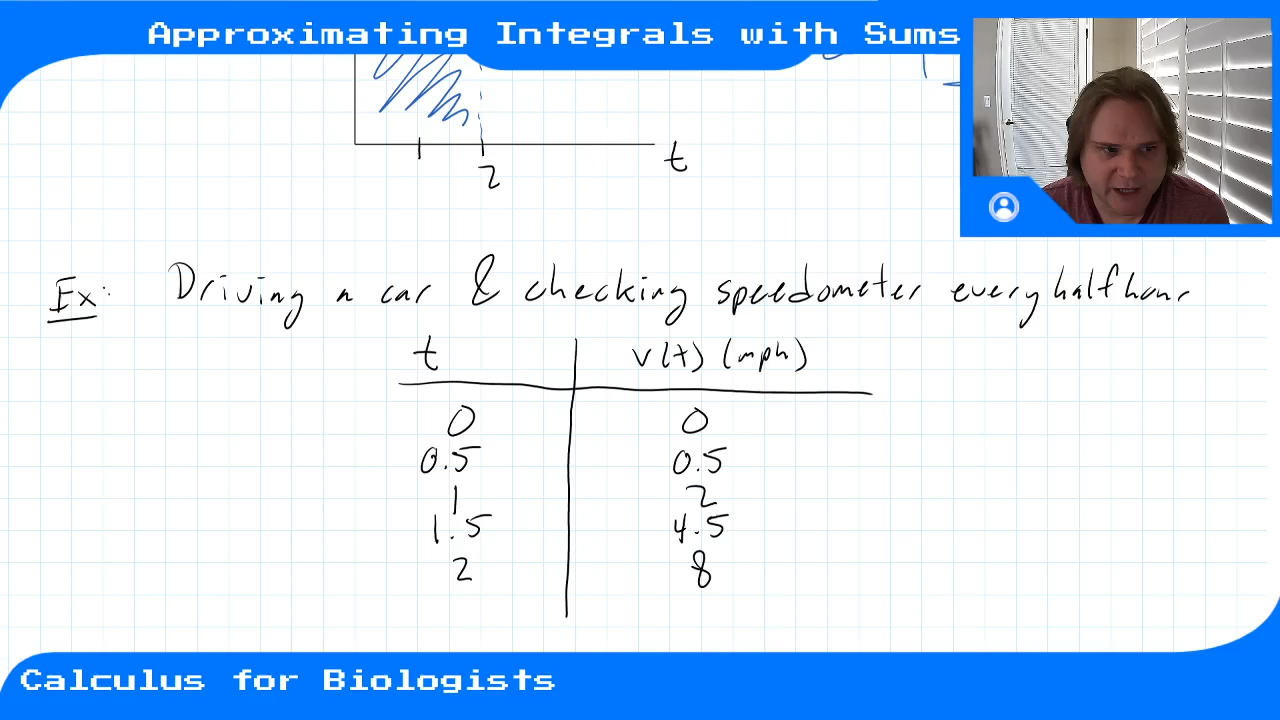 Approximating Integrals with Sums
t
2
Ex: Driving a car & checking speedometer every half hour
t v(t) (mph)
0 0
0.5 0.5
1 2
1.5 4.5
2 8
Calculus for Biologists